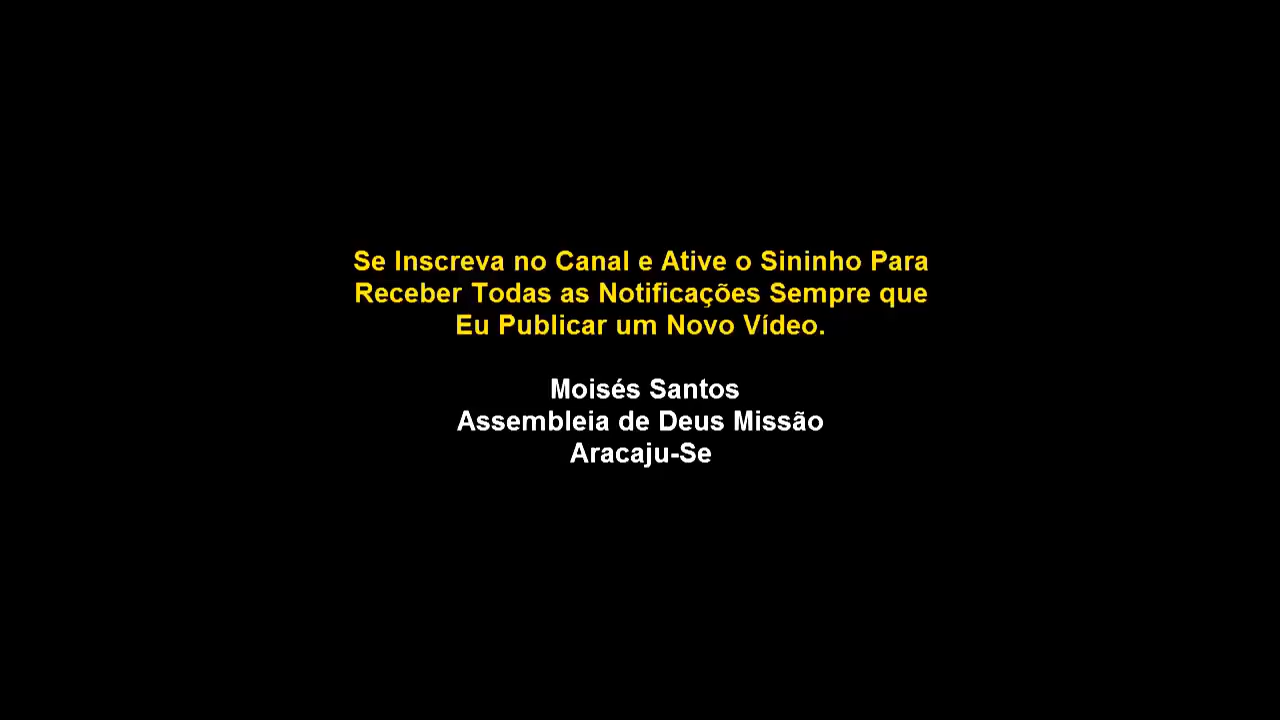 Se Inscreva no Canal e Ative o Sininho Para
Receber Todas as Notificações Sempre que
Eu Publicar um Novo Vídeo.
Moisés Santos
Assembleia de Deus Missão
Aracaju-Se